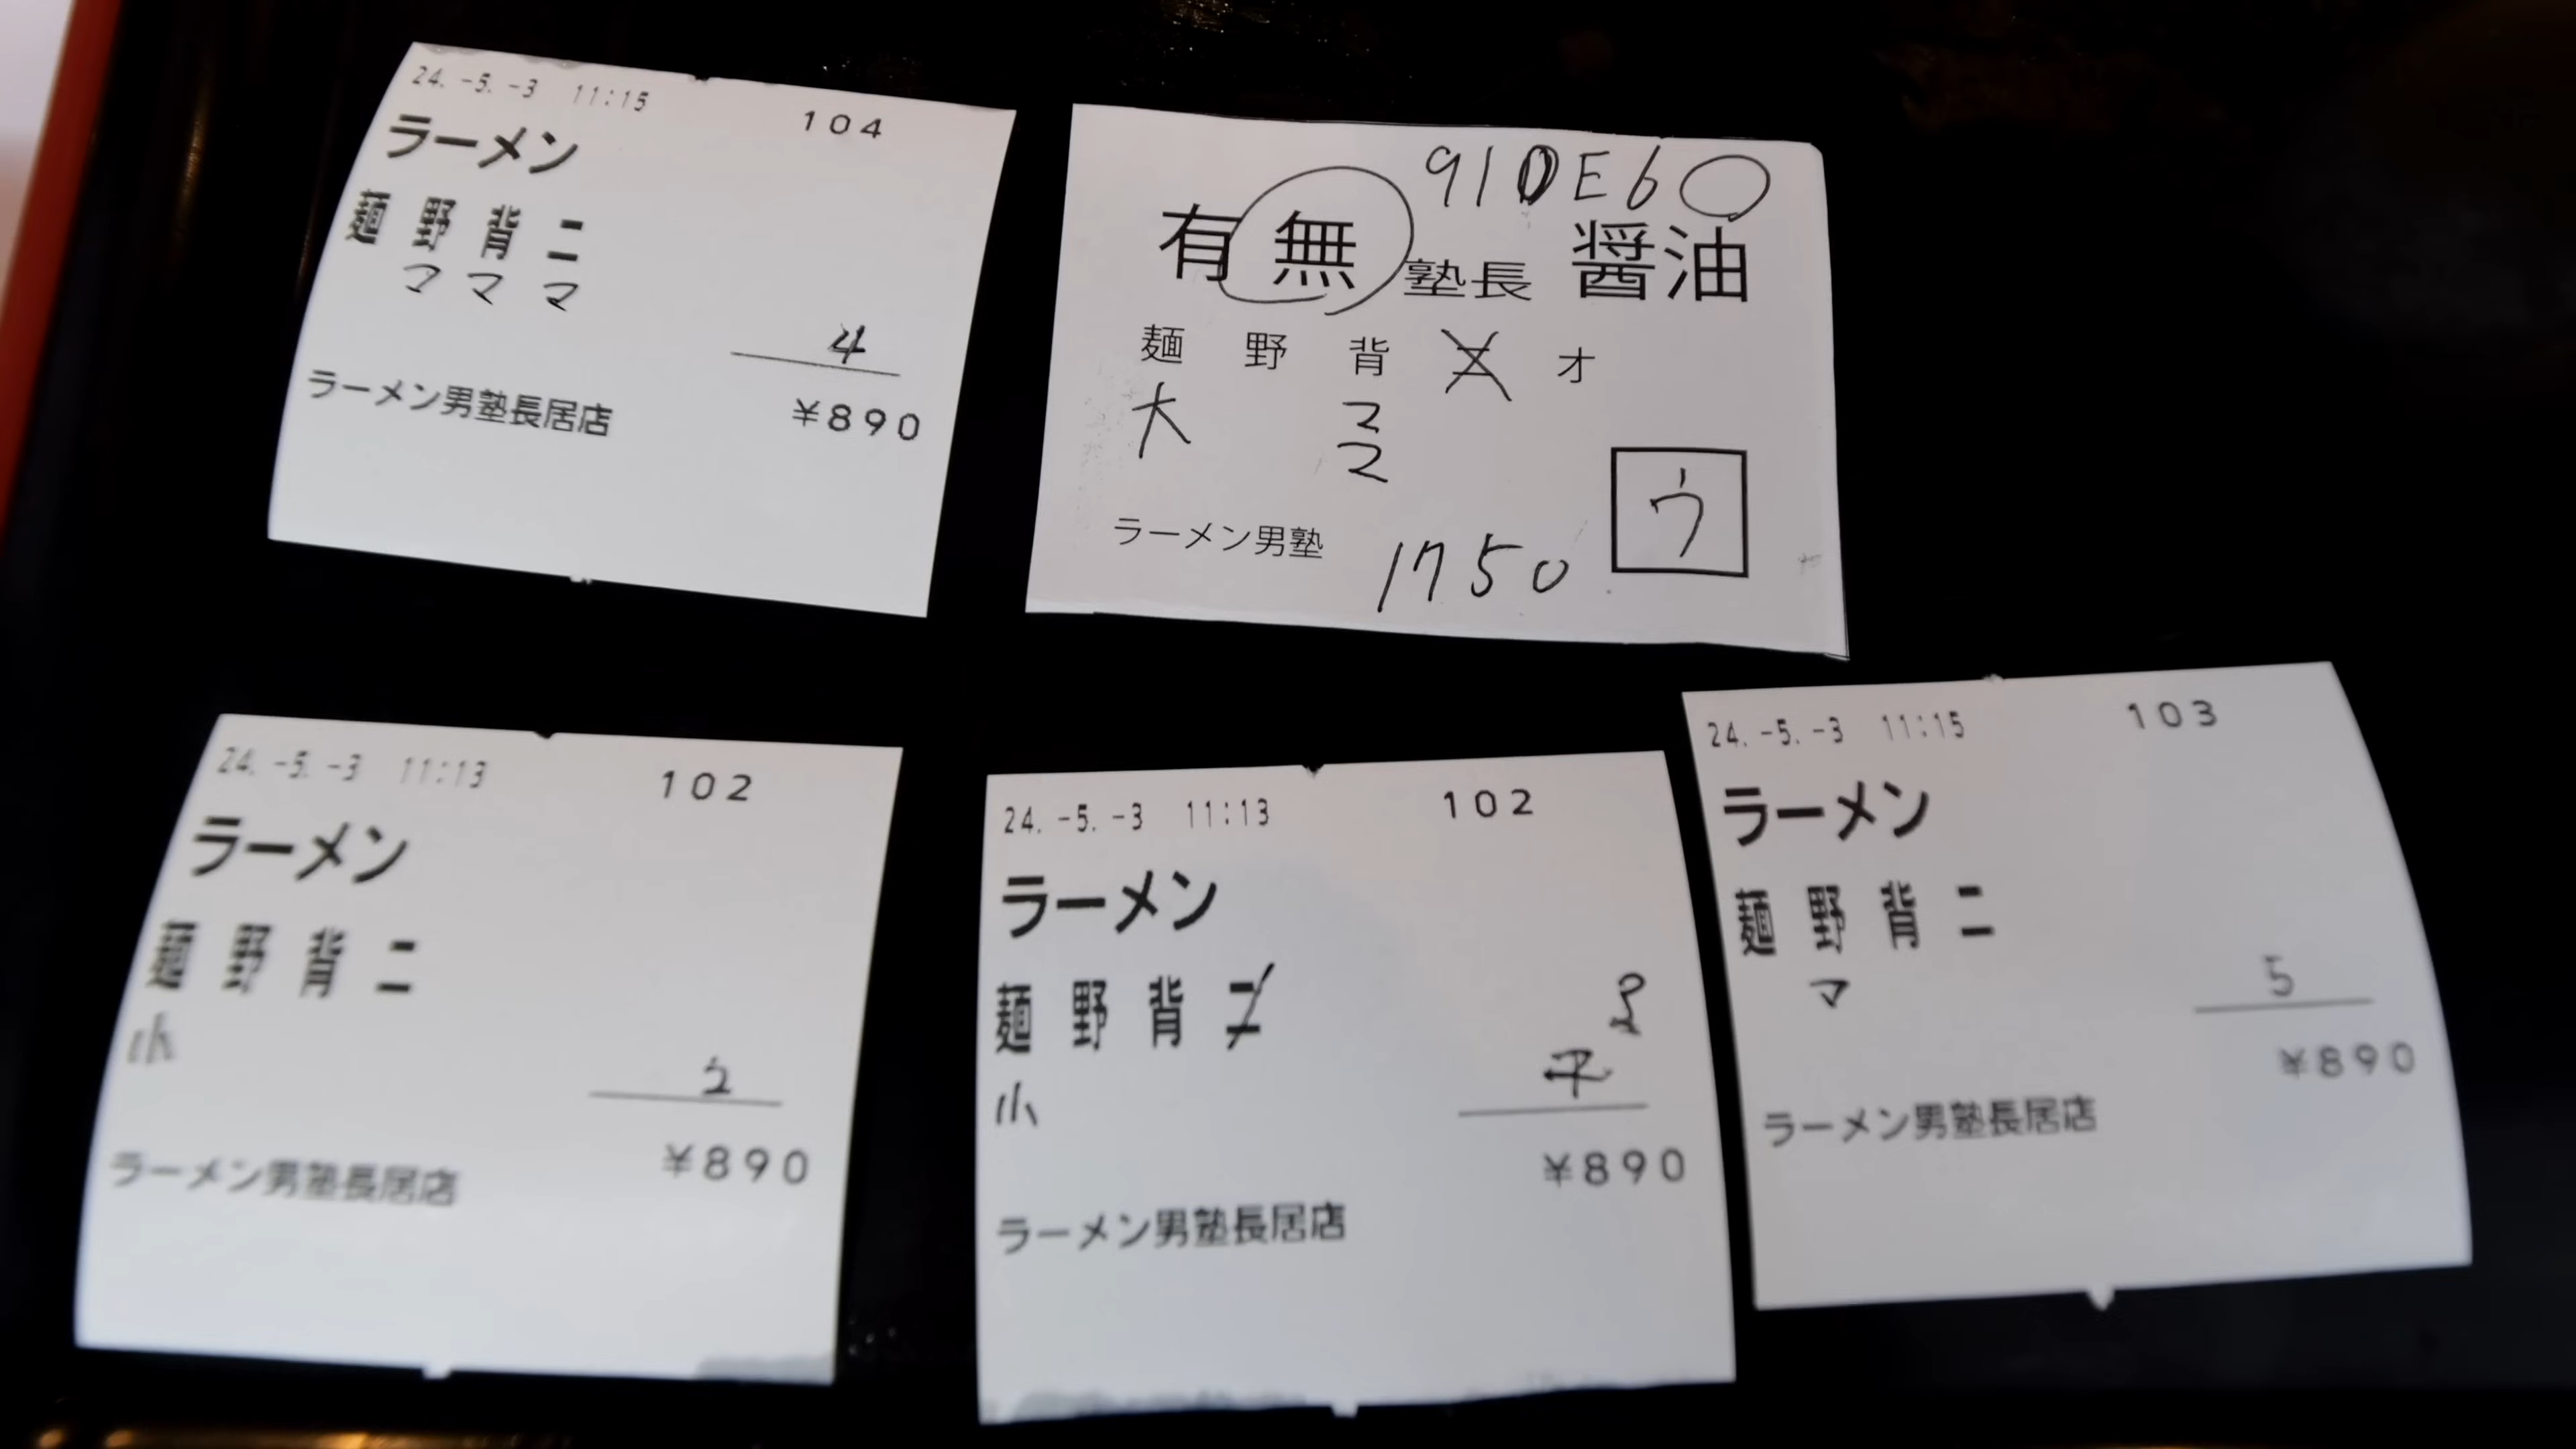 24.-5.-3 11:15 104
ラーメン
麺 野 背 ニ
マ マ マ
4
ラーメン男塾長居店 ¥890
910E6○
有 無 塾長 醤油
麺 野 背 ニ オ
大 マ
マ
ウ
ラーメン男塾 1750
24.-5.-3 11:13 102
ラーメン
麺 野 背 ニ
小
2
¥890
ラーメン男塾長居店
24.-5.-3 11:13 102
ラーメン
麺 野 背 ニ
小
¥890
ラーメン男塾長居店
24.-5.-3 11:15 103
ラーメン
麺 野 背 ニ
マ
5
¥890
ラーメン男塾長居店